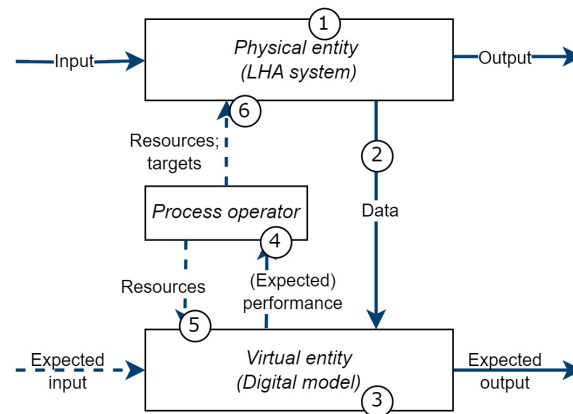 1
Physical entity
(LHA system)
Input
Output
6
Resources;
targets
2
Process operator
Data
4
Resources
(Expected)
performance
5
Expected
input
Virtual entity
(Digital model)
Expected
output
3